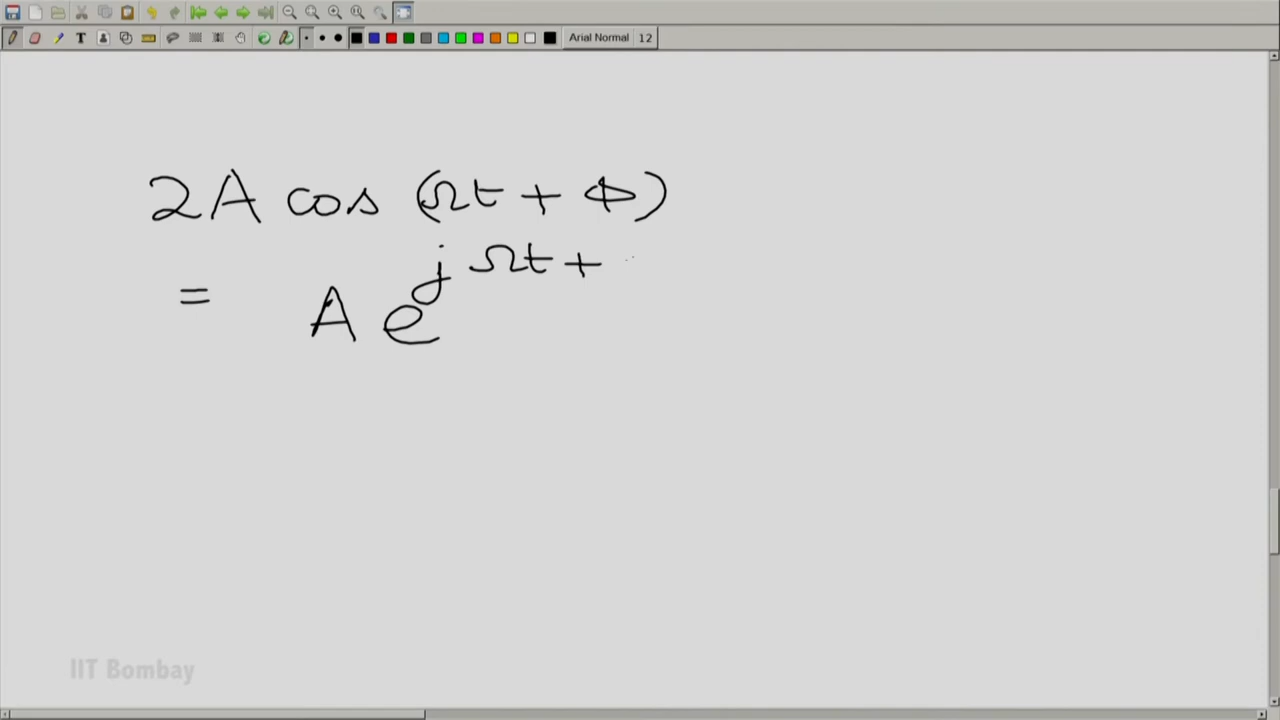 Arial Normal 12
2A cos (Ωt + Φ)
= A e^{jΩt +
IIT Bombay